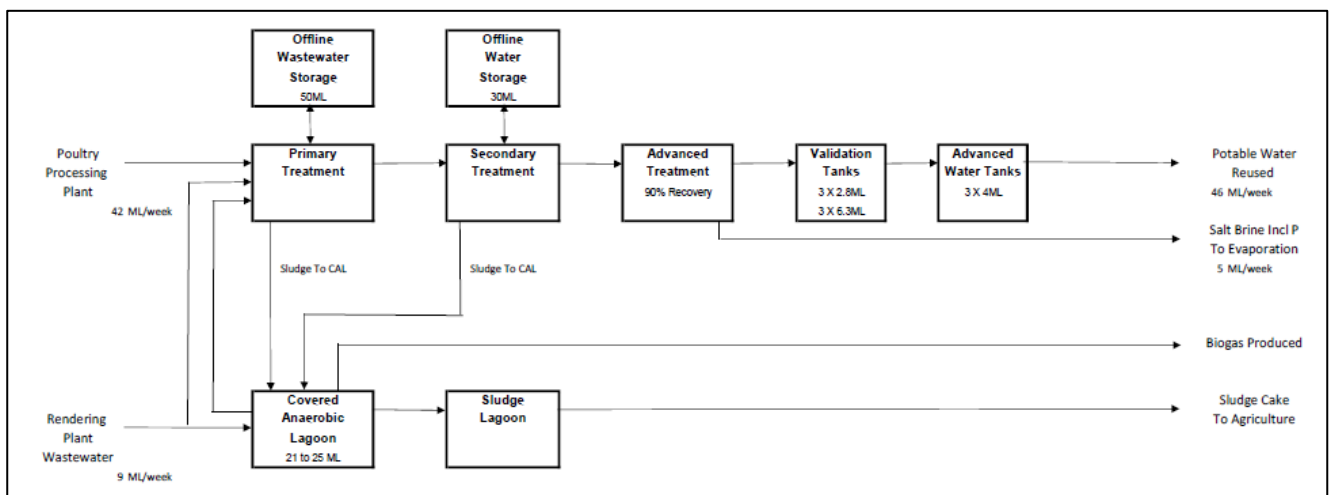 Offline
Wastewater
Storage
50ML
Offline
Water
Storage
30ML
Poultry
Processing
Plant
42 ML/week
Primary
Treatment
Secondary
Treatment
Advanced
Treatment
90% Recovery
Validation
Tanks
3 X 2.8ML
3 X 6.3ML
Advanced
Water Tanks
3 X 4ML
Potable Water
Reused
46 ML/week
Salt Brine Incl P
To Evaporation
5 ML/week
Sludge To CAL
Sludge To CAL
Biogas Produced
Rendering
Plant
Wastewater
9 ML/week
Covered
Anaerobic
Lagoon
21 to 25 ML
Sludge
Lagoon
Sludge Cake
To Agriculture